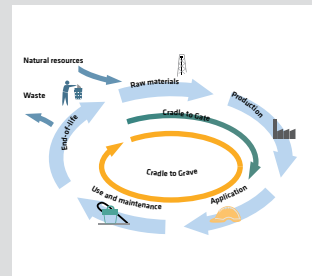 Natural resources
Raw materials
Waste
Production
Cradle to Gate
End-of-life
Cradle to Grave
Use and maintenance
Application